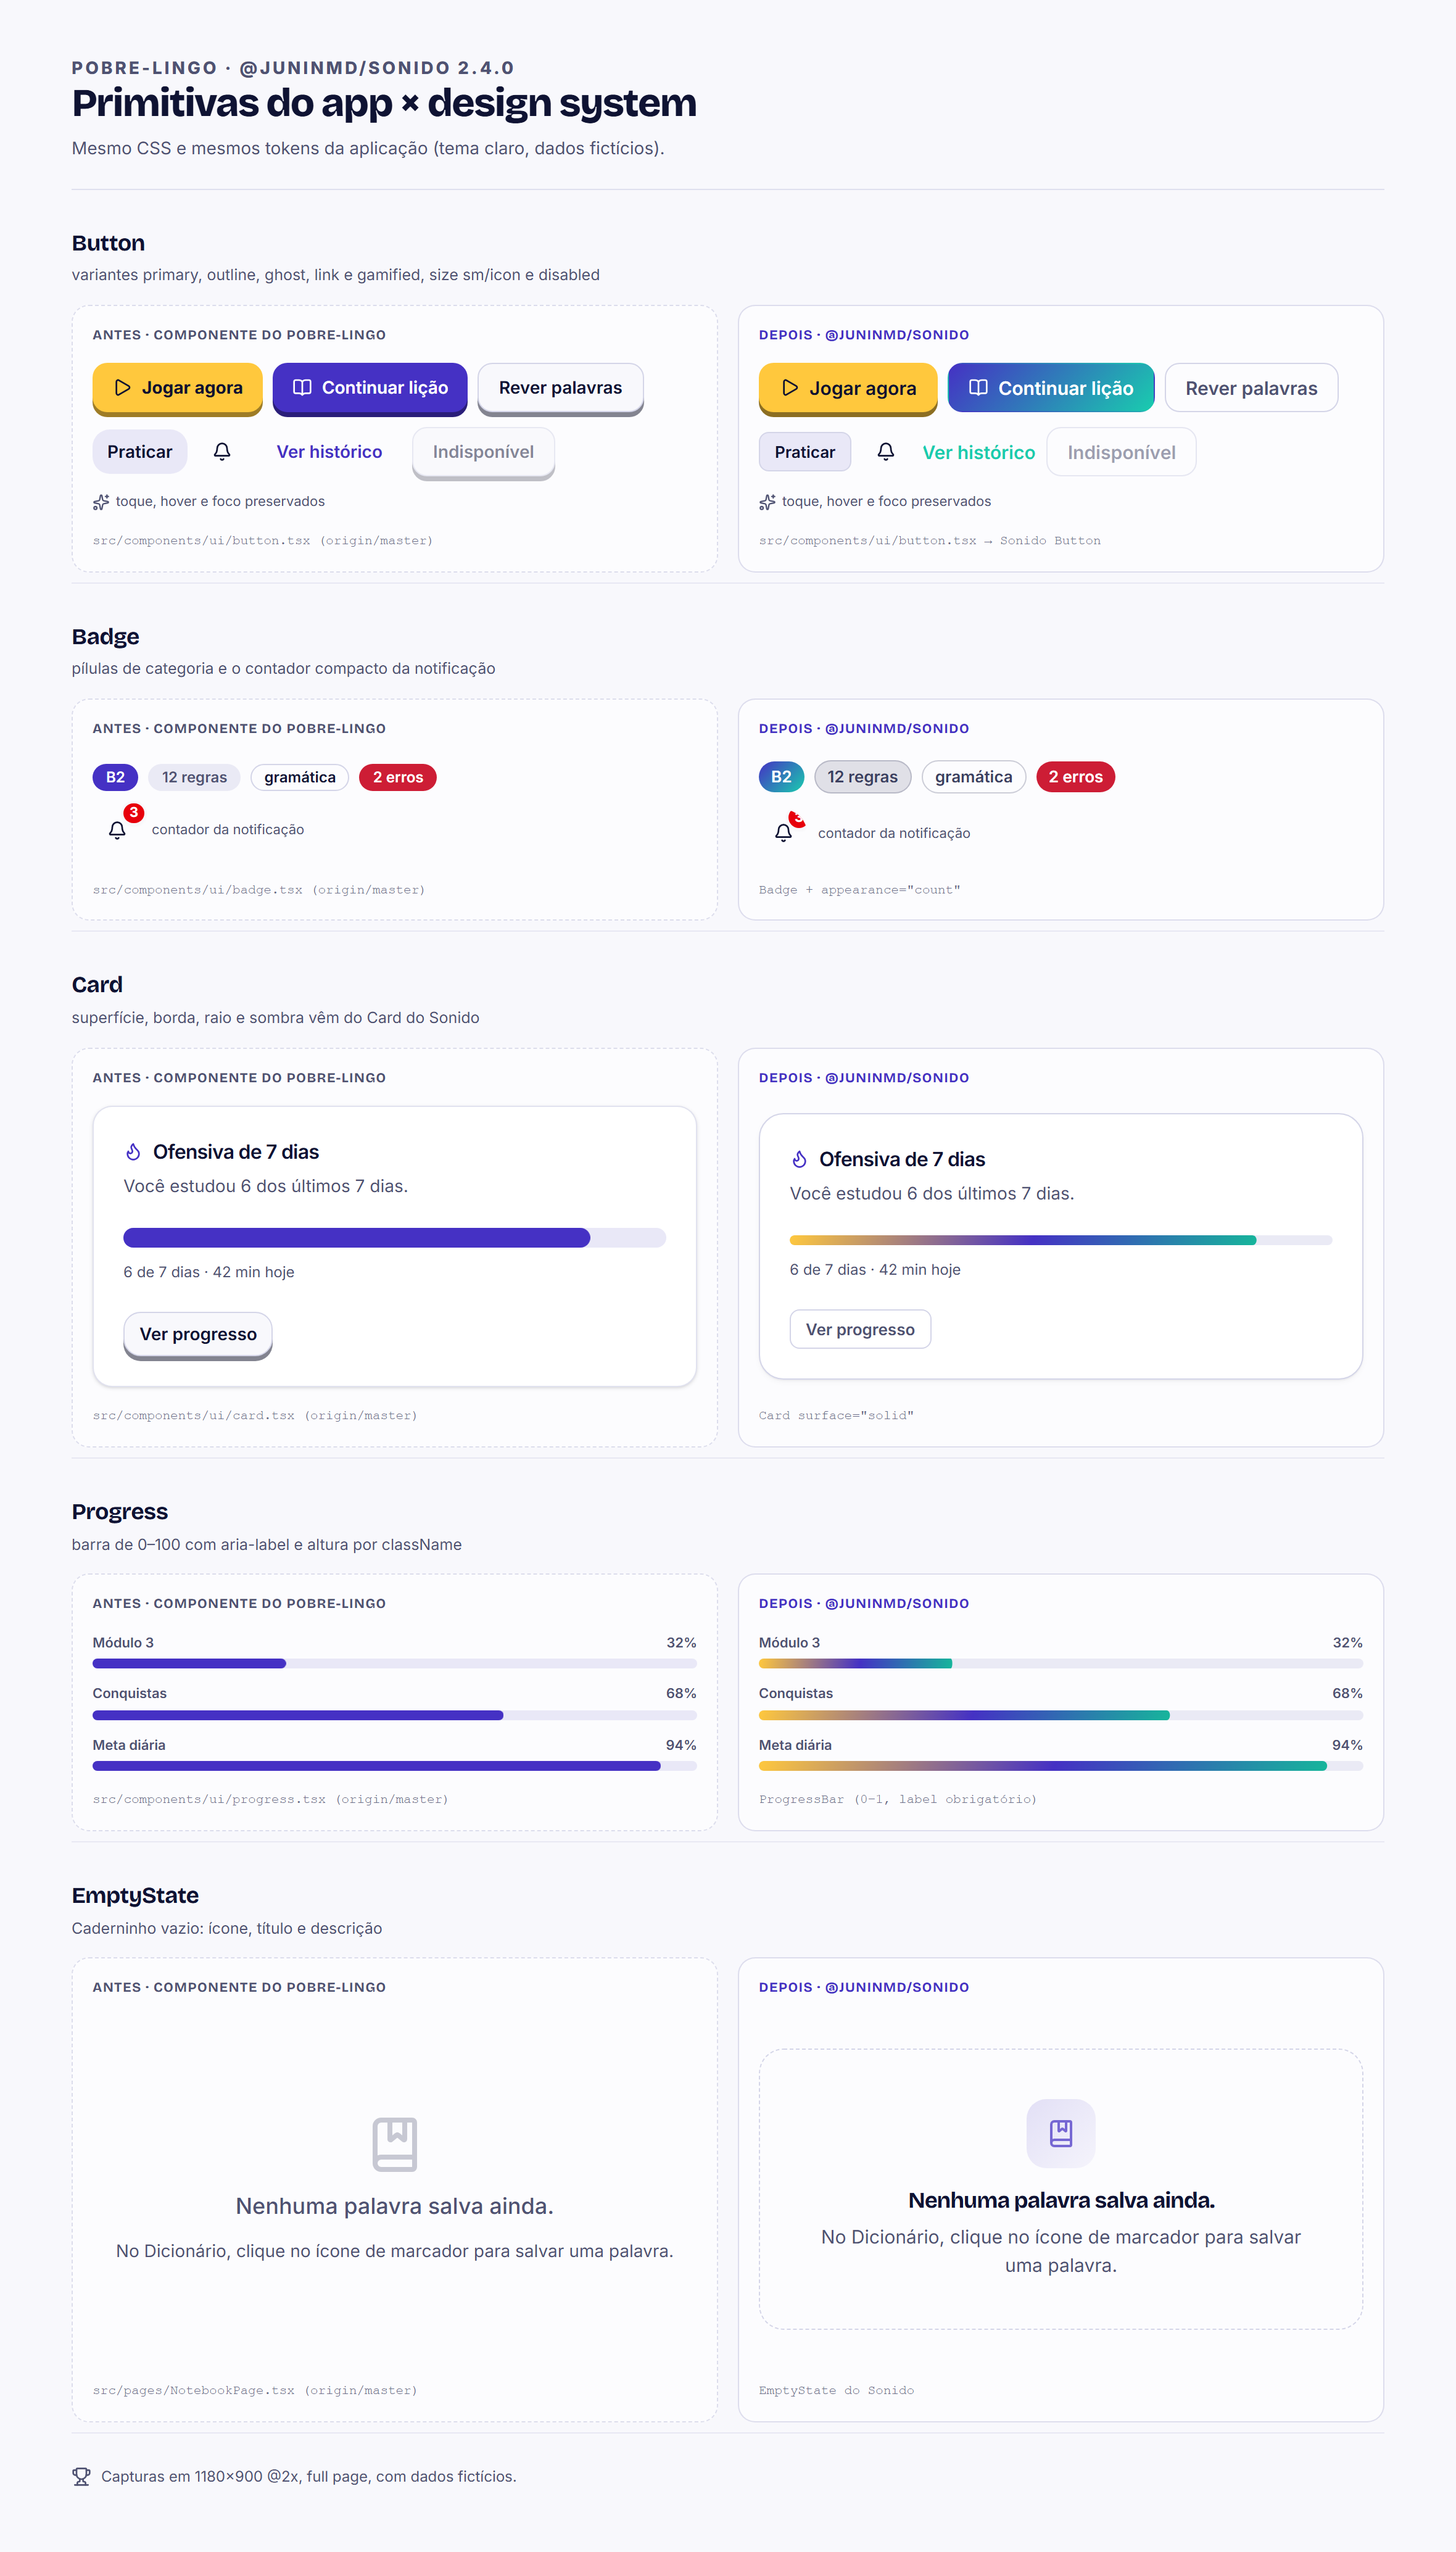 POBRE-LINGO · @JUNINMD/SONIDO 2.4.0
Primitivas do app × design system
Mesmo CSS e mesmos tokens da aplicação (tema claro, dados fictícios).
Button
variantes primary, outline, ghost, link e gamified, size sm/icon e disabled
ANTES · COMPONENTE DO POBRE-LINGO
Jogar agora
Continuar lição
Rever palavras
Praticar
Ver histórico
Indisponível
toque, hover e foco preservados
src/components/ui/button.tsx (origin/master)
DEPOIS · @JUNINMD/SONIDO
Jogar agora
Continuar lição
Rever palavras
Praticar
Ver histórico
Indisponível
toque, hover e foco preservados
src/components/ui/button.tsx → Sonido Button
Badge
pílulas de categoria e o contador compacto da notificação
ANTES · COMPONENTE DO POBRE-LINGO
B2
12 regras
gramática
2 erros
3
contador da notificação
src/components/ui/badge.tsx (origin/master)
DEPOIS · @JUNINMD/SONIDO
B2
12 regras
gramática
2 erros
contador da notificação
Badge + appearance="count"
Card
superfície, borda, raio e sombra vêm do Card do Sonido
ANTES · COMPONENTE DO POBRE-LINGO
Ofensiva de 7 dias
Você estudou 6 dos últimos 7 dias.
6 de 7 dias · 42 min hoje
Ver progresso
src/components/ui/card.tsx (origin/master)
DEPOIS · @JUNINMD/SONIDO
Ofensiva de 7 dias
Você estudou 6 dos últimos 7 dias.
6 de 7 dias · 42 min hoje
Ver progresso
Card surface="solid"
Progress
barra de 0–100 com aria-label e altura por className
ANTES · COMPONENTE DO POBRE-LINGO
Módulo 3 32%
Conquistas 68%
Meta diária 94%
src/components/ui/progress.tsx (origin/master)
DEPOIS · @JUNINMD/SONIDO
Módulo 3 32%
Conquistas 68%
Meta diária 94%
ProgressBar (0–1, label obrigatório)
EmptyState
Caderninho vazio: ícone, título e descrição
ANTES · COMPONENTE DO POBRE-LINGO
Nenhuma palavra salva ainda.
No Dicionário, clique no ícone de marcador para salvar uma palavra.
src/pages/NotebookPage.tsx (origin/master)
DEPOIS · @JUNINMD/SONIDO
Nenhuma palavra salva ainda.
No Dicionário, clique no ícone de marcador para salvar
uma palavra.
EmptyState do Sonido
Capturas em 1180×900 @2x, full page, com dados fictícios.